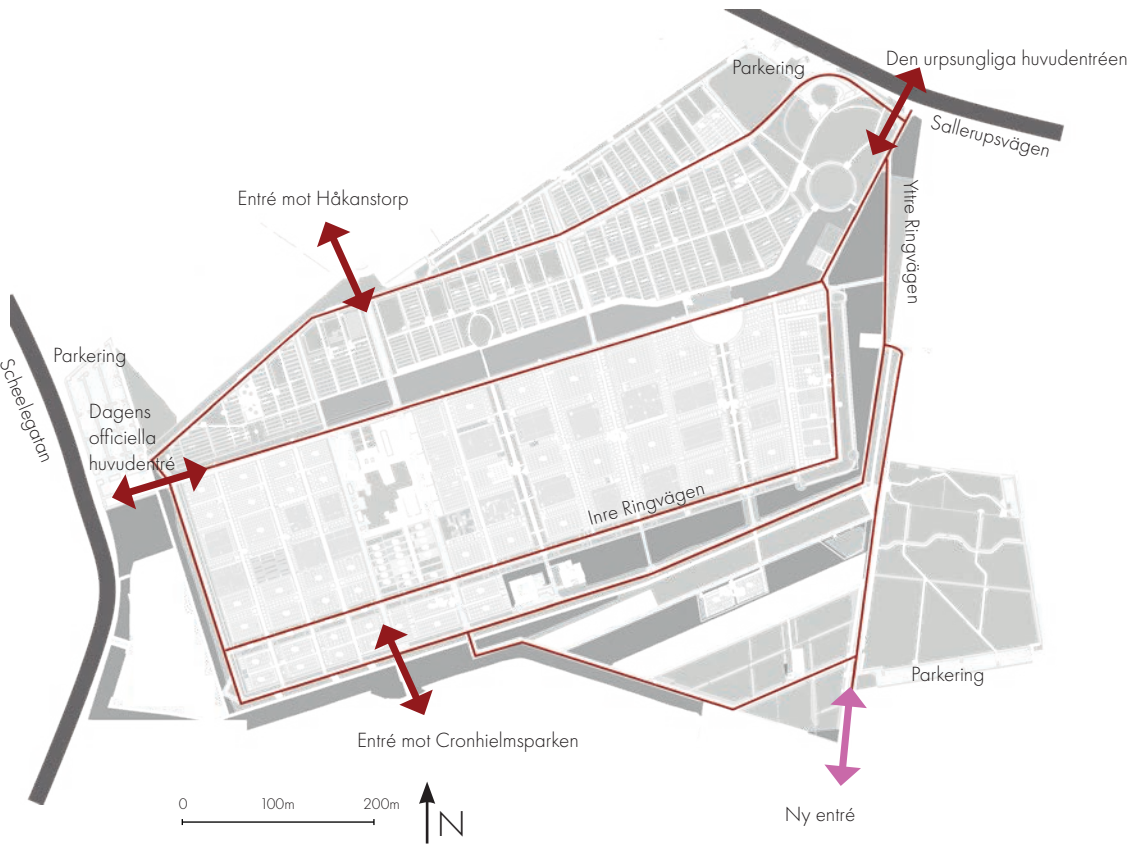 Parkering
Den urpsungliga huvudentréen
Sallerupsvägen
Entré mot Håkanstorp
Yttre Ringvägen
Parkering
Scheelegatan
Dagens
officiella
huvudentré
Inre Ringvägen
Parkering
Entré mot Cronhielmsparken
0 100m 200m
N
Ny entré